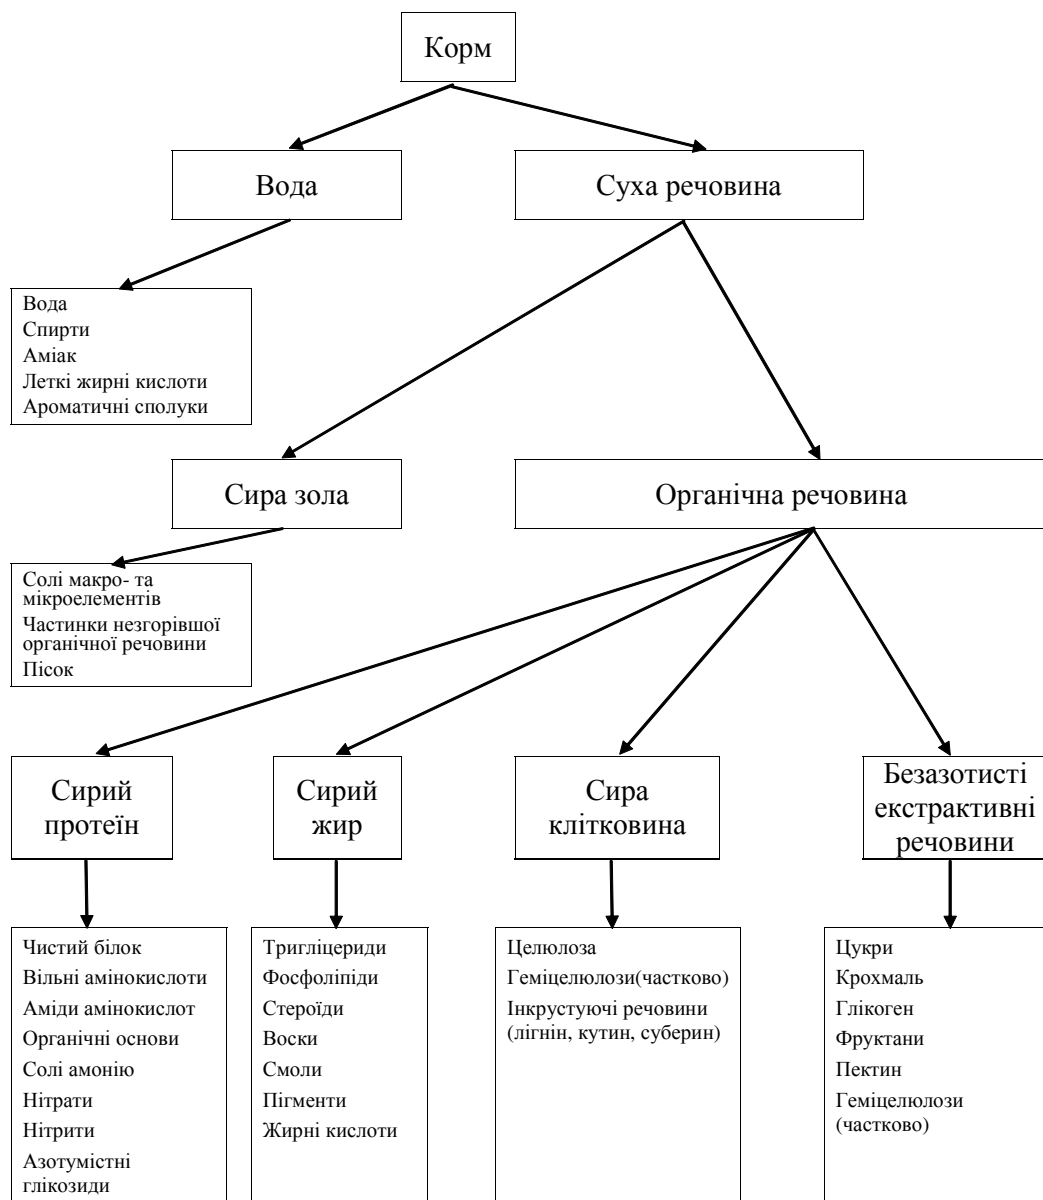 Корм
Вода
Суха речовина
Вода
Спирти
Аміак
Леткі жирні кислоти
Ароматичні сполуки
Сира зола
Органічна речовина
Солі макро- та
мікроелементів
Частинки незгорівшої
органічної речовини
Пісок
Сирий
протеїн
Сирий
жир
Сира
клітковина
Безазотисті
екстрактивні
речовини
Чистий білок
Вільні амінокислоти
Аміди амінокислот
Органічні основи
Солі амонію
Нітрати
Нітрити
Азотумістні
глікозиди
Тригліцериди
Фосфоліпіди
Стероїди
Воски
Смоли
Пігменти
Жирні кислоти
Целюлоза
Геміцелюлози(частково)
Інкрустуючі речовини
(лігнін, кутин, суберин)
Цукри
Крохмаль
Глікоген
Фруктани
Пектин
Геміцелюлози
(частково)